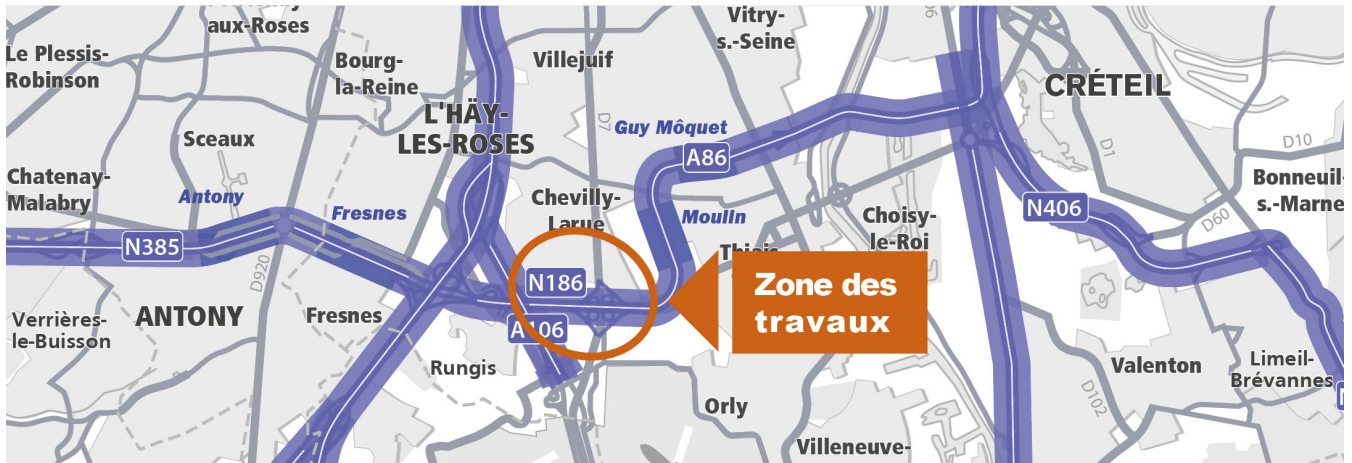 aux-Roses
Vitry-
s.-Seine
D6
Le Plessis-
Robinson
Bourg-
la-Reine
Villejuif
CRÉTEIL
L'HÄY-
LES-ROSES
D7
Guy Môquet
A86
Sceaux
D1
D10
Chatenay-
Malabry
Antony
Fresnes
Chevilly-
Larue
Moulin
Choisy-
le-Roi
N406
Bonneuil-
s.-Marne
D60
N385
Thiais
D920
N186
Zone des
travaux
A106
Verrières-
le-Buisson
ANTONY
Fresnes
Rungis
Valenton
Limeil-
Brévannes
D102
Orly
Villeneuve-